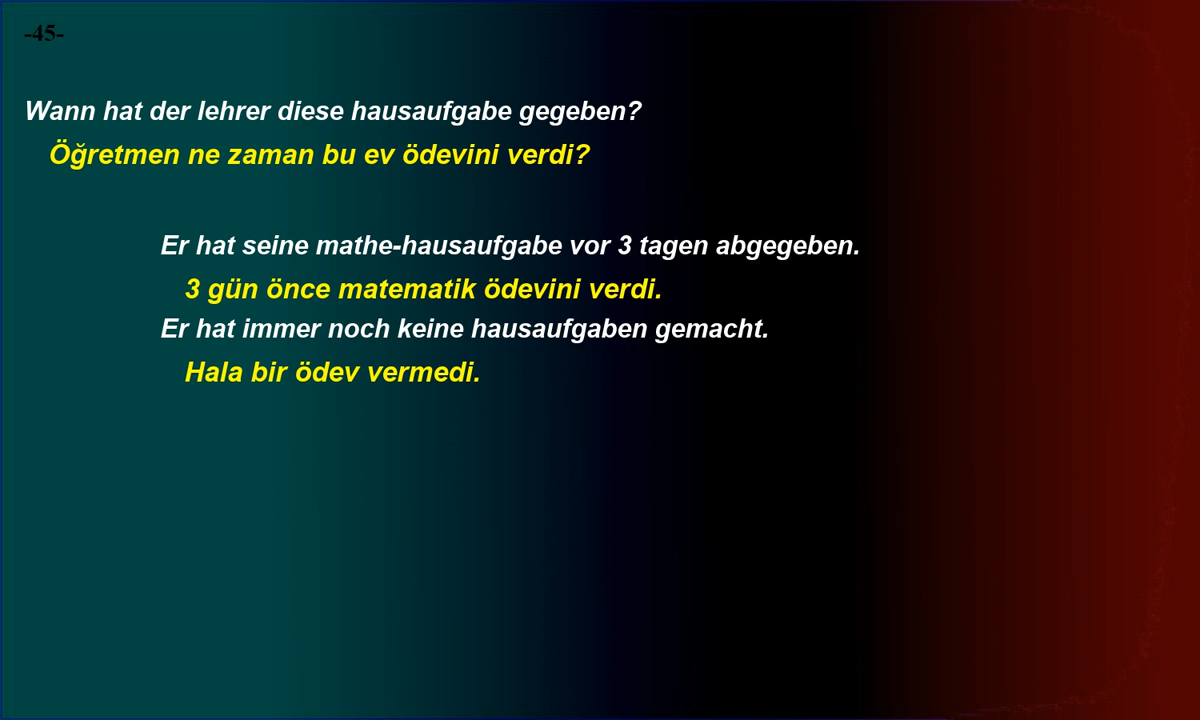 -45-
Wann hat der lehrer diese hausaufgabe gegeben?
Öğretmen ne zaman bu ev ödevini verdi?
Er hat seine mathe-hausaufgabe vor 3 tagen abgegeben.
3 gün önce matematik ödevini verdi.
Er hat immer noch keine hausaufgaben gemacht.
Hala bir ödev vermedi.